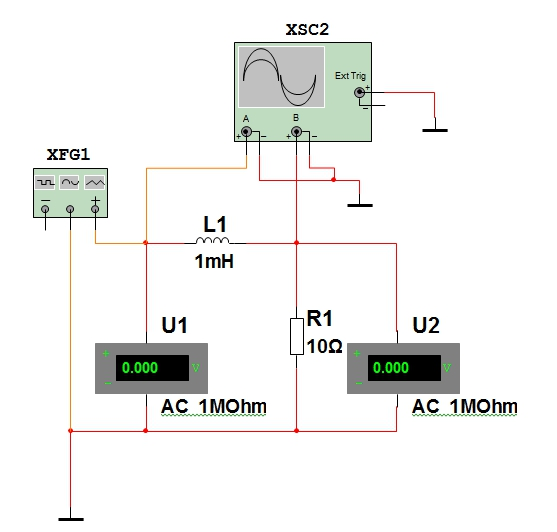 XSC2
Ext Trig
+
−
A
B
+ − + −
XFG1
− +
L1
1mH
U1
+
0.000 V
−
AC 1MOhm
R1
10Ω
U2
+
0.000 V
−
AC 1MOhm